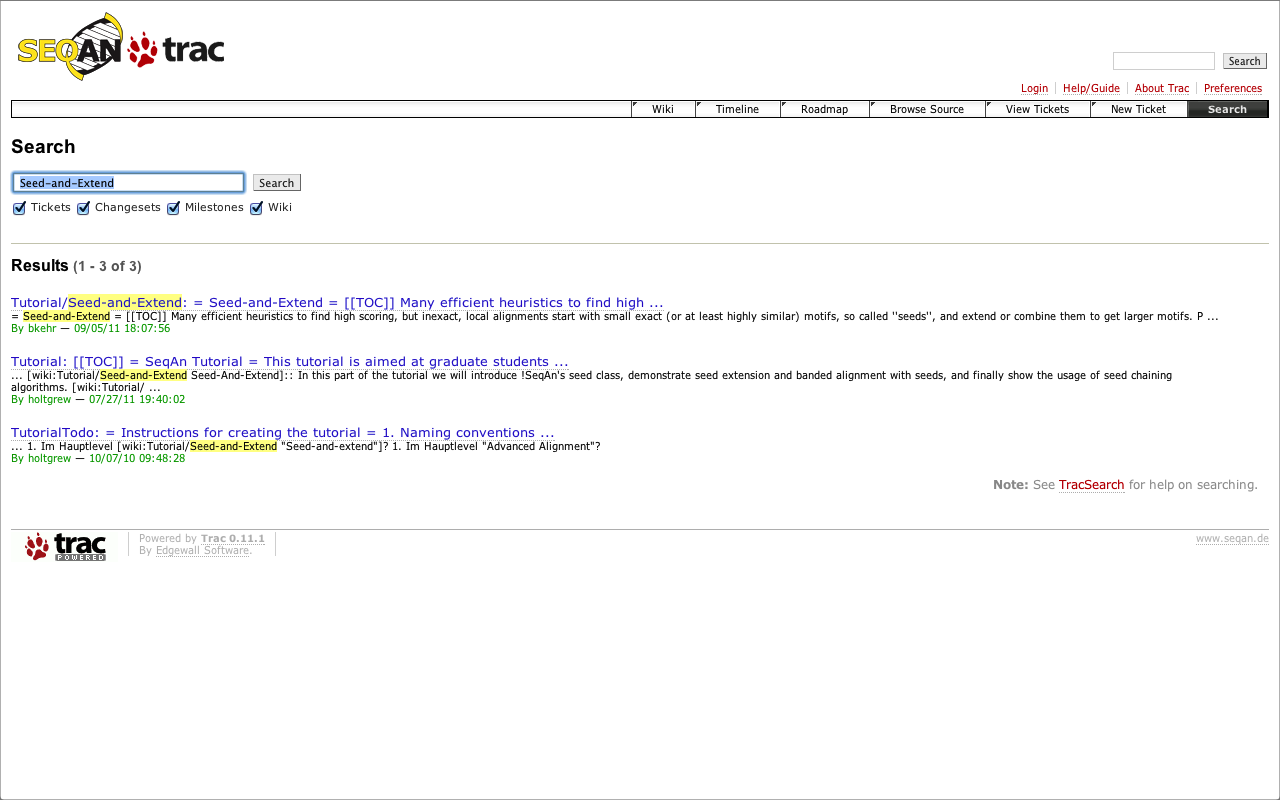 SEQAN trac
Search
Login Help/Guide About Trac Preferences
Wiki Timeline Roadmap Browse Source View Tickets New Ticket Search
Search
Seed-and-Extend Search
Tickets Changesets Milestones Wiki
Results (1 - 3 of 3)
Tutorial/Seed-and-Extend: = Seed-and-Extend = [[TOC]] Many efficient heuristics to find high ...
= Seed-and-Extend = [[TOC]] Many efficient heuristics to find high scoring, but inexact, local alignments start with small exact (or at least highly similar) motifs, so called ''seeds'', and extend or combine them to get larger motifs. P ...
By bkehr — 09/05/11 18:07:56
Tutorial: [[TOC]] = SeqAn Tutorial = This tutorial is aimed at graduate students ...
... [wiki:Tutorial/Seed-and-Extend Seed-And-Extend]:: In this part of the tutorial we will introduce !SeqAn's seed class, demonstrate seed extension and banded alignment with seeds, and finally show the usage of seed chaining
algorithms. [wiki:Tutorial/ ...
By holtgrew — 07/27/11 19:40:02
TutorialTodo: = Instructions for creating the tutorial = 1. Naming conventions ...
... 1. Im Hauptlevel [wiki:Tutorial/Seed-and-Extend "Seed-and-extend"]? 1. Im Hauptlevel "Advanced Alignment"?
By holtgrew — 10/07/10 09:48:28
Note: See TracSearch for help on searching.
trac POWERED
Powered by Trac 0.11.1
By Edgewall Software.
www.seqan.de